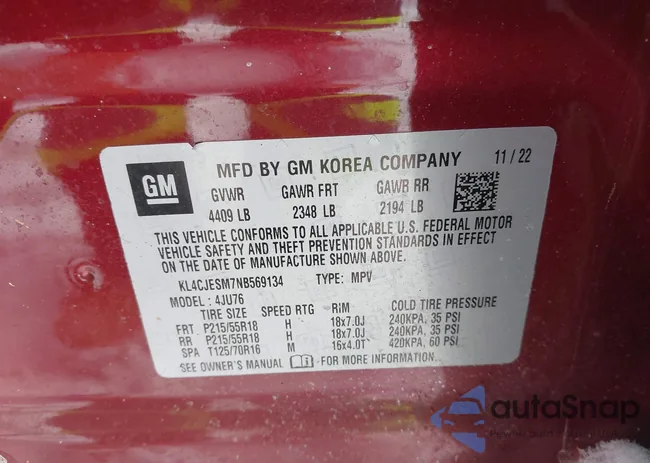 GM
MFD BY GM KOREA COMPANY 11 / 22
GVWR GAWR FRT GAWR RR
4409 LB 2348 LB 2194 LB
THIS VEHICLE CONFORMS TO ALL APPLICABLE U.S. FEDERAL MOTOR
VEHICLE SAFETY AND THEFT PREVENTION STANDARDS IN EFFECT
ON THE DATE OF MANUFACTURE SHOWN ABOVE.
KL4CJESM7NB569134 TYPE: MPV
MODEL : 4JU76
TIRE SIZE SPEED RTG RIM COLD TIRE PRESSURE
FRT P215/55R18 H 18x7.0J 240KPA, 35 PSI
RR P215/55R18 H 18x7.0J 240KPA, 35 PSI
SPA T125/70R16 M 16x4.0T 420KPA, 60 PSI
SEE OWNER'S MANUAL FOR MORE INFORMATION.
autoSnap